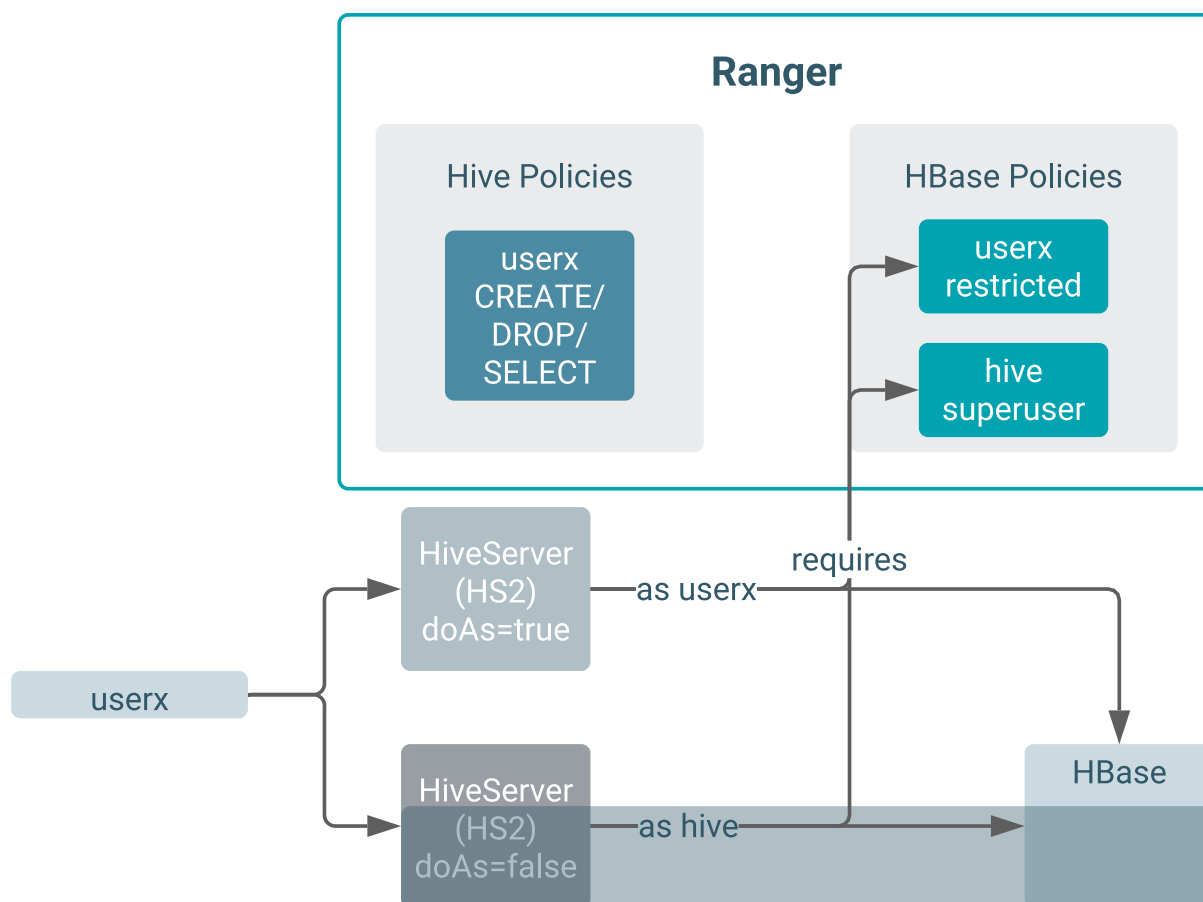 Ranger
Hive Policies
userx
CREATE/
DROP/
SELECT
HBase Policies
userx
restricted
hive
superuser
HiveServer
(HS2)
doAs=true
as userx
requires
userx
HiveServer
(HS2)
doAs=false
as hive
HBase